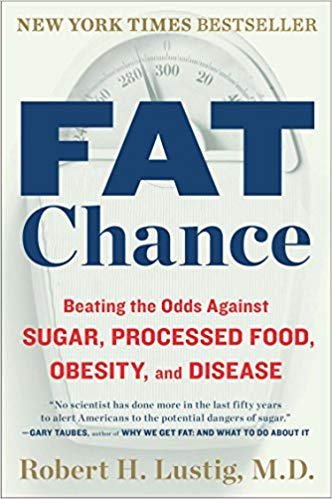 NEW YORK TIMES BESTSELLER
300
20
FAT
Chance
Beating the Odds Against
SUGAR, PROCESSED FOOD,
OBESITY, and DISEASE
“No scientist has done more in the last fifty years
to alert Americans to the potential dangers of sugar.”
—GARY TAUBES, author of WHY WE GET FAT: AND WHAT TO DO ABOUT IT
Robert H. Lustig, M.D.